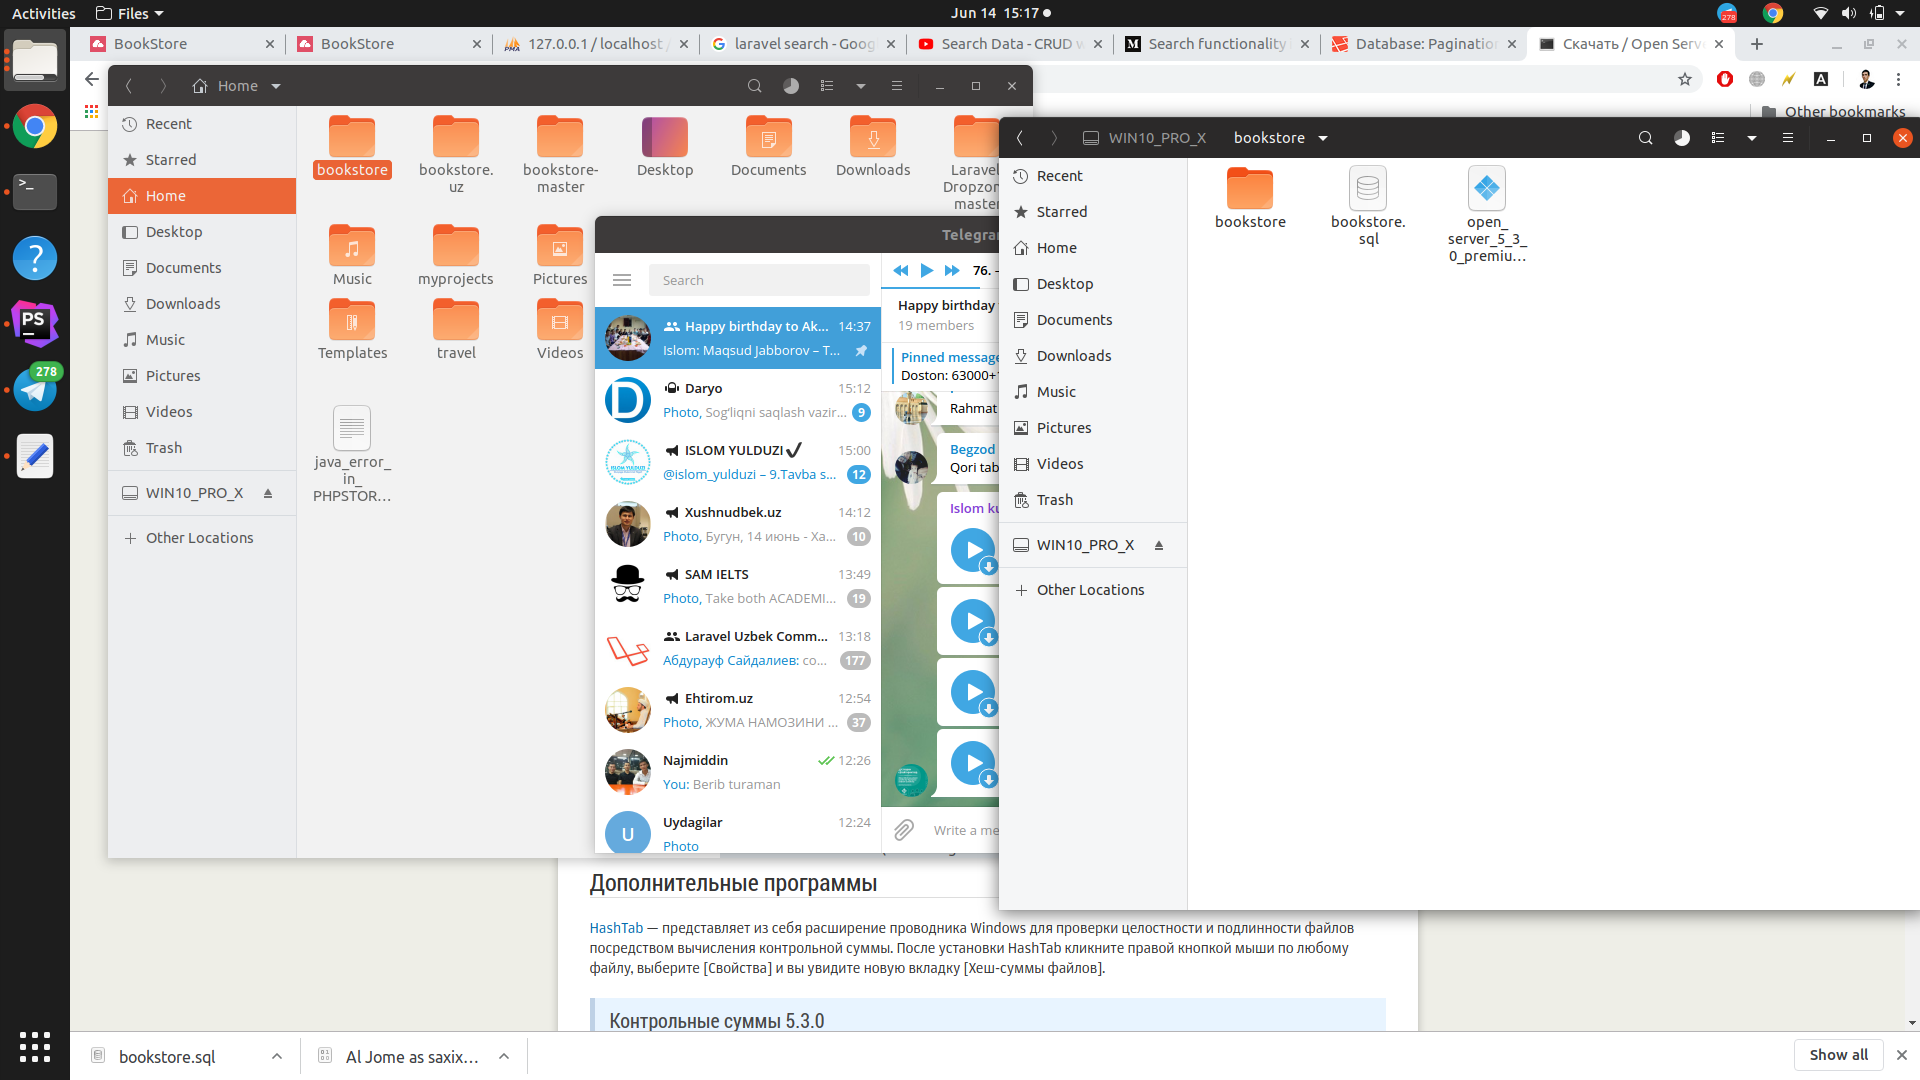 Activities
Files
Jun 14 15:17
278
BookStore
BookStore
127.0.0.1 / localhost /
laravel search - Goog
Search Data - CRUD w
Search functionality
Database: Paginatio
Скачать / Open Serv
Other bookmarks
Home
Recent
Starred
Home
Desktop
Documents
Downloads
Music
Pictures
Videos
Trash
WIN10_PRO_X
Other Locations
bookstore
bookstore.
uz
bookstore-
master
Desktop
Documents
Downloads
Laravel
Dropzon
master
Music
myprojects
Pictures
Templates
travel
Videos
java_error_
in_
PHPSTOR...
PS
278
Telegra
Search
Happy birthday to Ak... 14:37
Islom: Maqsud Jabborov – T...
Daryo 15:12
Photo, Sog‘liqni saqlash vazir... 9
ISLOM YULDUZI 15:00
@islom_yulduzi – 9.Tavba s... 12
Xushnudbek.uz 14:12
Photo, Бугун, 14 июнь - Ха... 10
SAM IELTS 13:49
Photo, Take both ACADEMI... 19
Laravel Uzbek Comm... 13:18
Абдурауф Сайдалиев: со... 177
Ehtirom.uz 12:54
Photo, ЖУМА НАМОЗИНИ ... 37
Najmiddin 12:26
You: Berib turaman
U
Uydagilar 12:24
Photo
76. –
Happy birthday
19 members
Pinned message
Doston: 63000+
Rahmat
Begzod
Qori tab
Islom ku
Write a me
WIN10_PRO_X
bookstore
Recent
Starred
Home
Desktop
Documents
Downloads
Music
Pictures
Videos
Trash
WIN10_PRO_X
Other Locations
bookstore
bookstore.
sql
open_
server_5_3_
0_premiu...
Дополнительные программы
HashTab — представляет из себя расширение проводника Windows для проверки целостности и подлинности файлов
посредством вычисления контрольной суммы. После установки HashTab кликните правой кнопкой мыши по любому
файлу, выберите [Свойства] и вы увидите новую вкладку [Хеш-суммы файлов].
Контрольные суммы 5.3.0
bookstore.sql
Al Jome as saxix...
Show all